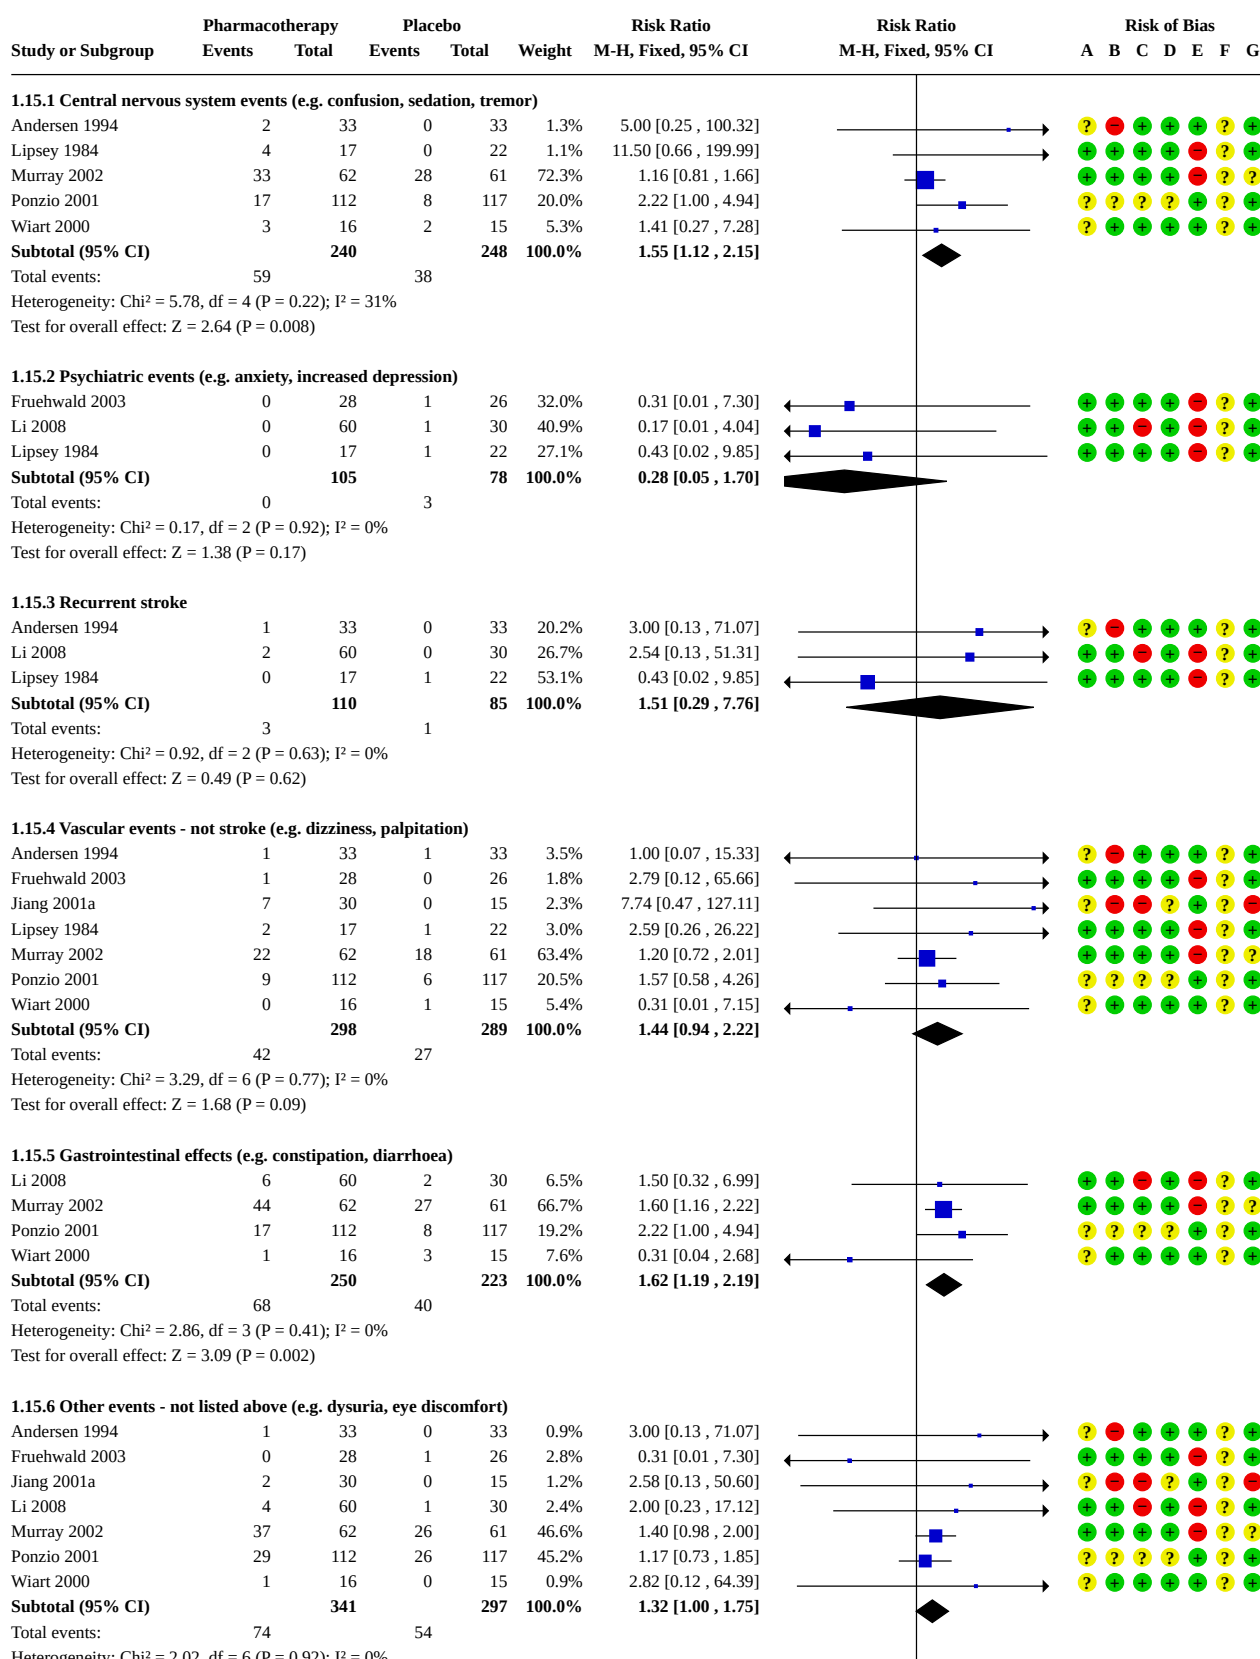 Pharmacotherapy Placebo Risk Ratio Risk Ratio Risk of Bias
Study or Subgroup Events Total Events Total Weight M-H, Fixed, 95% CI M-H, Fixed, 95% CI A B C D E F G
1.15.1 Central nervous system events (e.g. confusion, sedation, tremor)
Andersen 1994 2 33 0 33 1.3% 5.00 [0.25 , 100.32] ? − + + + ? +
Lipsey 1984 4 17 0 22 1.1% 11.50 [0.66 , 199.99] + + + + − ? +
Murray 2002 33 62 28 61 72.3% 1.16 [0.81 , 1.66] + + + + − ? ?
Ponzio 2001 17 112 8 117 20.0% 2.22 [1.00 , 4.94] ? ? ? ? + ? +
Wiart 2000 3 16 2 15 5.3% 1.41 [0.27 , 7.28] ? + + + + ? +
Subtotal (95% CI) 240 248 100.0% 1.55 [1.12 , 2.15]
Total events: 59 38
Heterogeneity: Chi² = 5.78, df = 4 (P = 0.22); I² = 31%
Test for overall effect: Z = 2.64 (P = 0.008)
1.15.2 Psychiatric events (e.g. anxiety, increased depression)
Fruehwald 2003 0 28 1 26 32.0% 0.31 [0.01 , 7.30] + + + + − ? +
Li 2008 0 60 1 30 40.9% 0.17 [0.01 , 4.04] + + − + − ? +
Lipsey 1984 0 17 1 22 27.1% 0.43 [0.02 , 9.85] + + + + − ? +
Subtotal (95% CI) 105 78 100.0% 0.28 [0.05 , 1.70]
Total events: 0 3
Heterogeneity: Chi² = 0.17, df = 2 (P = 0.92); I² = 0%
Test for overall effect: Z = 1.38 (P = 0.17)
1.15.3 Recurrent stroke
Andersen 1994 1 33 0 33 20.2% 3.00 [0.13 , 71.07] ? − + + + ? +
Li 2008 2 60 0 30 26.7% 2.54 [0.13 , 51.31] + + − + − ? +
Lipsey 1984 0 17 1 22 53.1% 0.43 [0.02 , 9.85] + + + + − ? +
Subtotal (95% CI) 110 85 100.0% 1.51 [0.29 , 7.76]
Total events: 3 1
Heterogeneity: Chi² = 0.92, df = 2 (P = 0.63); I² = 0%
Test for overall effect: Z = 0.49 (P = 0.62)
1.15.4 Vascular events - not stroke (e.g. dizziness, palpitation)
Andersen 1994 1 33 1 33 3.5% 1.00 [0.07 , 15.33] ? − + + + ? +
Fruehwald 2003 1 28 0 26 1.8% 2.79 [0.12 , 65.66] + + + + − ? +
Jiang 2001a 7 30 0 15 2.3% 7.74 [0.47 , 127.11] ? − − ? + ? −
Lipsey 1984 2 17 1 22 3.0% 2.59 [0.26 , 26.22] + + + + − ? +
Murray 2002 22 62 18 61 63.4% 1.20 [0.72 , 2.01] + + + + − ? ?
Ponzio 2001 9 112 6 117 20.5% 1.57 [0.58 , 4.26] ? ? ? ? + ? +
Wiart 2000 0 16 1 15 5.4% 0.31 [0.01 , 7.15] ? + + + + ? +
Subtotal (95% CI) 298 289 100.0% 1.44 [0.94 , 2.22]
Total events: 42 27
Heterogeneity: Chi² = 3.29, df = 6 (P = 0.77); I² = 0%
Test for overall effect: Z = 1.68 (P = 0.09)
1.15.5 Gastrointestinal effects (e.g. constipation, diarrhoea)
Li 2008 6 60 2 30 6.5% 1.50 [0.32 , 6.99] + + − + − ? +
Murray 2002 44 62 27 61 66.7% 1.60 [1.16 , 2.22] + + + + − ? ?
Ponzio 2001 17 112 8 117 19.2% 2.22 [1.00 , 4.94] ? ? ? ? + ? +
Wiart 2000 1 16 3 15 7.6% 0.31 [0.04 , 2.68] ? + + + + ? +
Subtotal (95% CI) 250 223 100.0% 1.62 [1.19 , 2.19]
Total events: 68 40
Heterogeneity: Chi² = 2.86, df = 3 (P = 0.41); I² = 0%
Test for overall effect: Z = 3.09 (P = 0.002)
1.15.6 Other events - not listed above (e.g. dysuria, eye discomfort)
Andersen 1994 1 33 0 33 0.9% 3.00 [0.13 , 71.07] ? − + + + ? +
Fruehwald 2003 0 28 1 26 2.8% 0.31 [0.01 , 7.30] + + + + − ? +
Jiang 2001a 2 30 0 15 1.2% 2.58 [0.13 , 50.60] ? − − ? + ? −
Li 2008 4 60 1 30 2.4% 2.00 [0.23 , 17.12] + + − + − ? +
Murray 2002 37 62 26 61 46.6% 1.40 [0.98 , 2.00] + + + + − ? ?
Ponzio 2001 29 112 26 117 45.2% 1.17 [0.73 , 1.85] ? ? ? ? + ? +
Wiart 2000 1 16 0 15 0.9% 2.82 [0.12 , 64.39] ? + + + + ? +
Subtotal (95% CI) 341 297 100.0% 1.32 [1.00 , 1.75]
Total events: 74 54
Heterogeneity: Chi² = 2.02, df = 6 (P = 0.92); I² = 0%